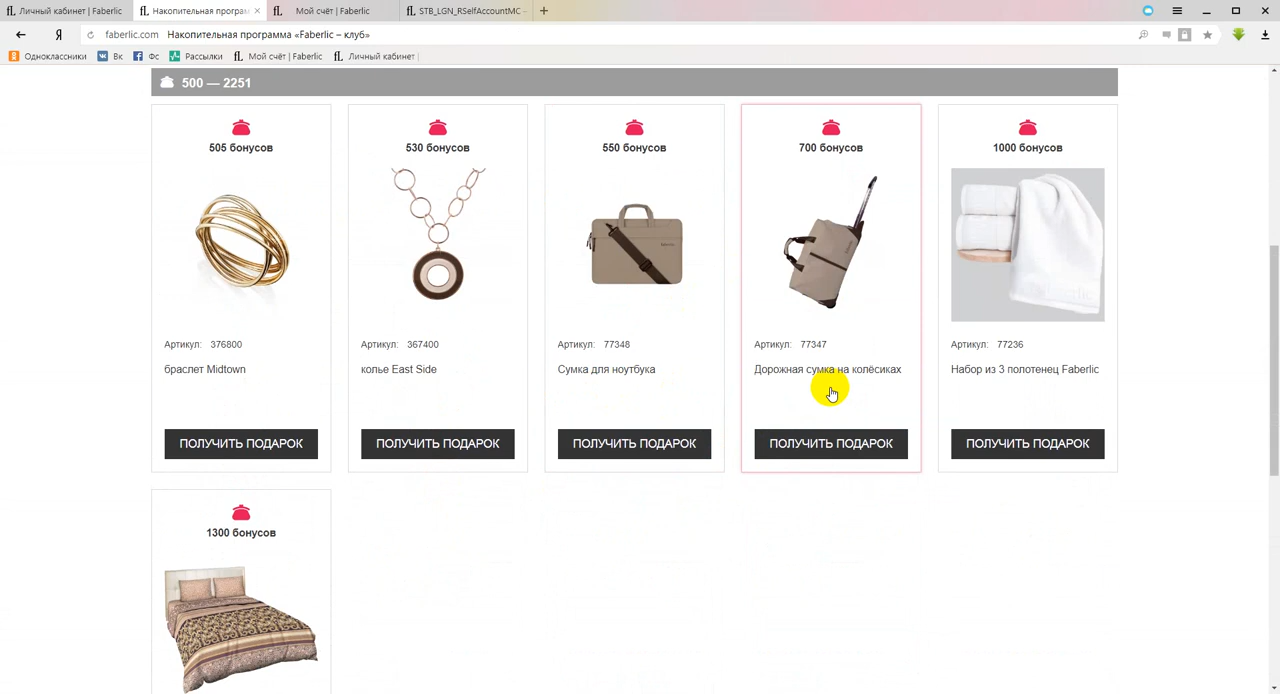 Личный кабинет | Faberlic
Накопительная програм
Мой счёт | Faberlic
STB_LGN_RSelfAccountMC -
Я
faberlic.com Накопительная программа «Faberlic – клуб»
Одноклассники
Вк
Фс
Рассылки
Мой счёт | Faberlic
Личный кабинет |
500 — 2251
505 бонусов
530 бонусов
550 бонусов
700 бонусов
1000 бонусов
Артикул: 376800
Артикул: 367400
Артикул: 77348
Артикул: 77347
Артикул: 77236
браслет Midtown
колье East Side
Сумка для ноутбука
Дорожная сумка на колёсиках
Набор из 3 полотенец Faberlic
ПОЛУЧИТЬ ПОДАРОК
ПОЛУЧИТЬ ПОДАРОК
ПОЛУЧИТЬ ПОДАРОК
ПОЛУЧИТЬ ПОДАРОК
ПОЛУЧИТЬ ПОДАРОК
1300 бонусов